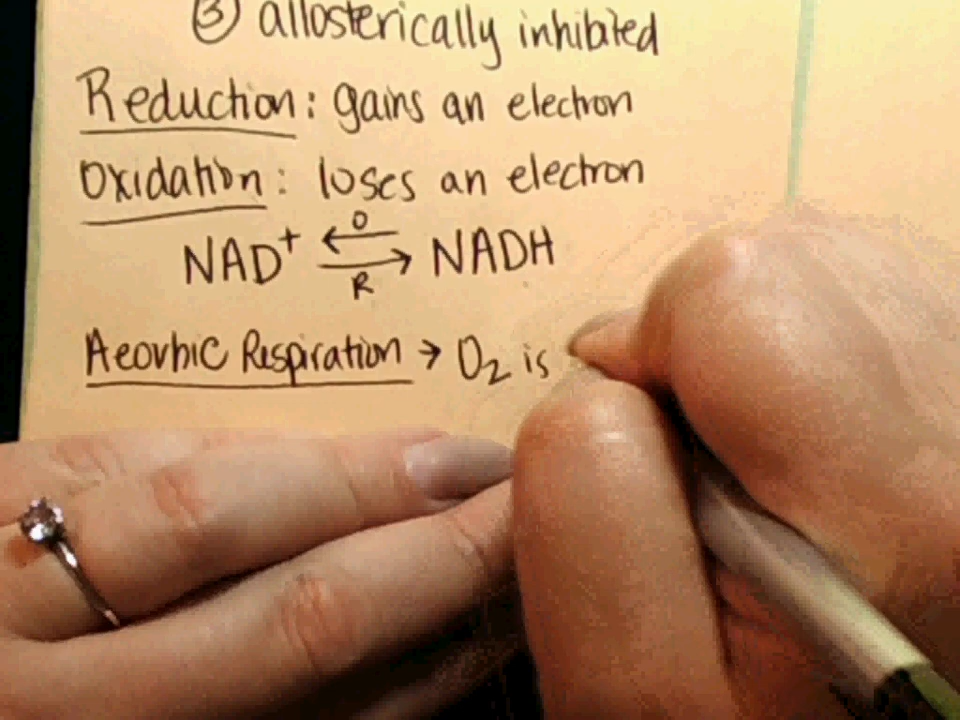 ③ allosterically inhibited
Reduction: gains an electron
Oxidation: loses an electron
O
NAD⁺ ⇄ NADH
R
Aeorbic Respiration → O₂ is